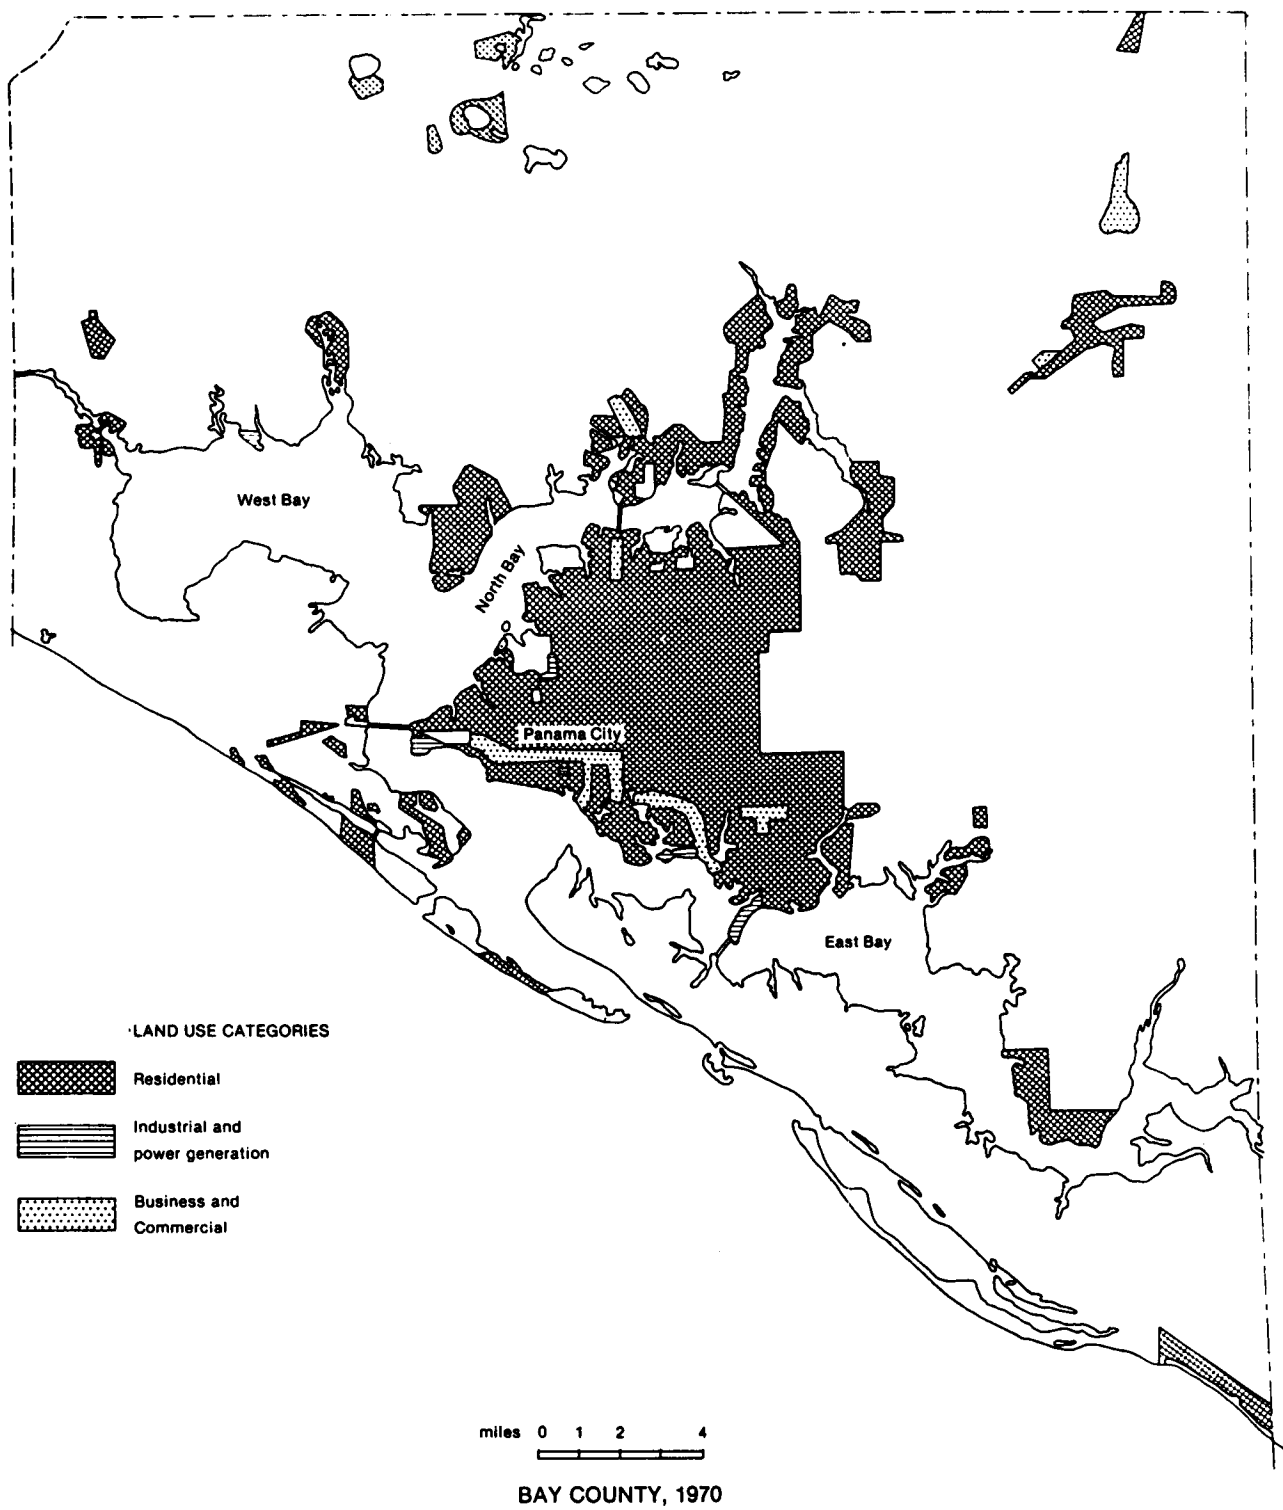 West Bay
North Bay
Panama City
East Bay
LAND USE CATEGORIES
Residential
Industrial and
power generation
Business and
Commercial
miles 0 1 2 4
BAY COUNTY, 1970